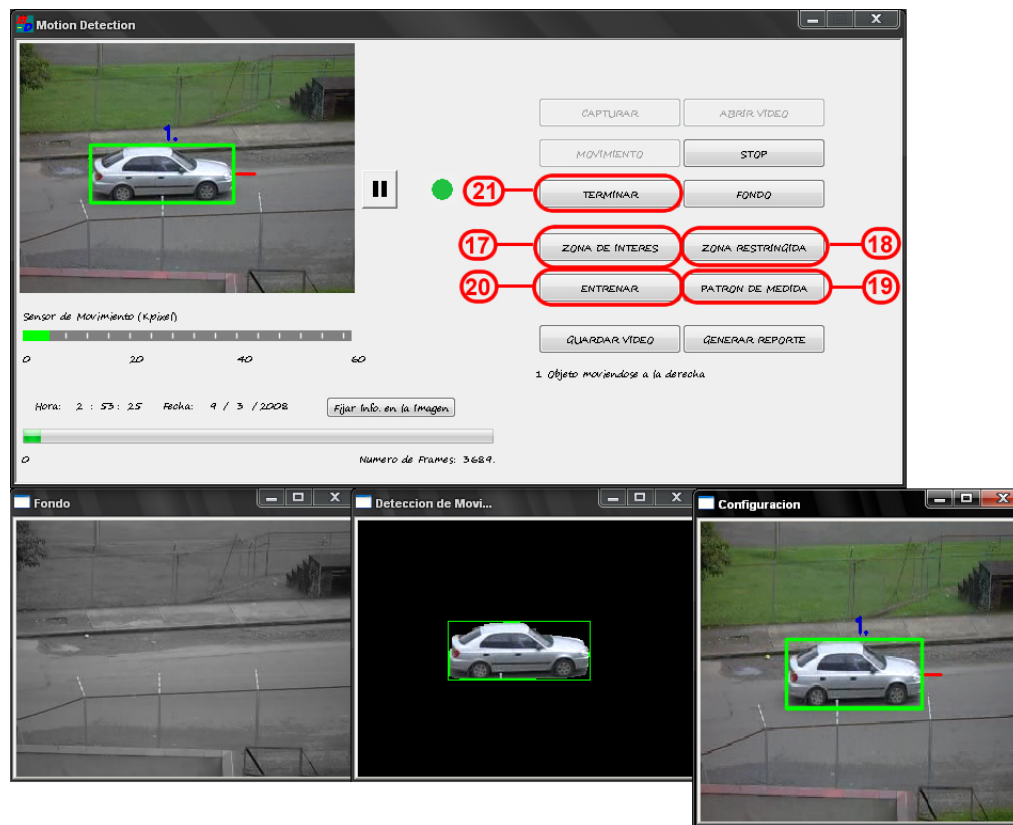 Motion Detection
1.
CAPTURAR
ABRIR VIDEO
MOVIMIENTO
STOP
21
TERMINAR
FONDO
17
ZONA DE INTERES
ZONA RESTRINGIDA
18
20
ENTRENAR
PATRON DE MEDIDA
19
Sensor de Movimiento (Kpixel)
0 20 40 60
GUARDAR VIDEO
GENERAR REPORTE
1 Objeto moviendose a la derecha
Hora: 2 : 53 : 25 Fecha: 9 / 3 / 2008
Fijar Info. en la Imagen
0
Numero de Frames: 3689.
Fondo
Deteccion de Movi...
Configuracion
1.